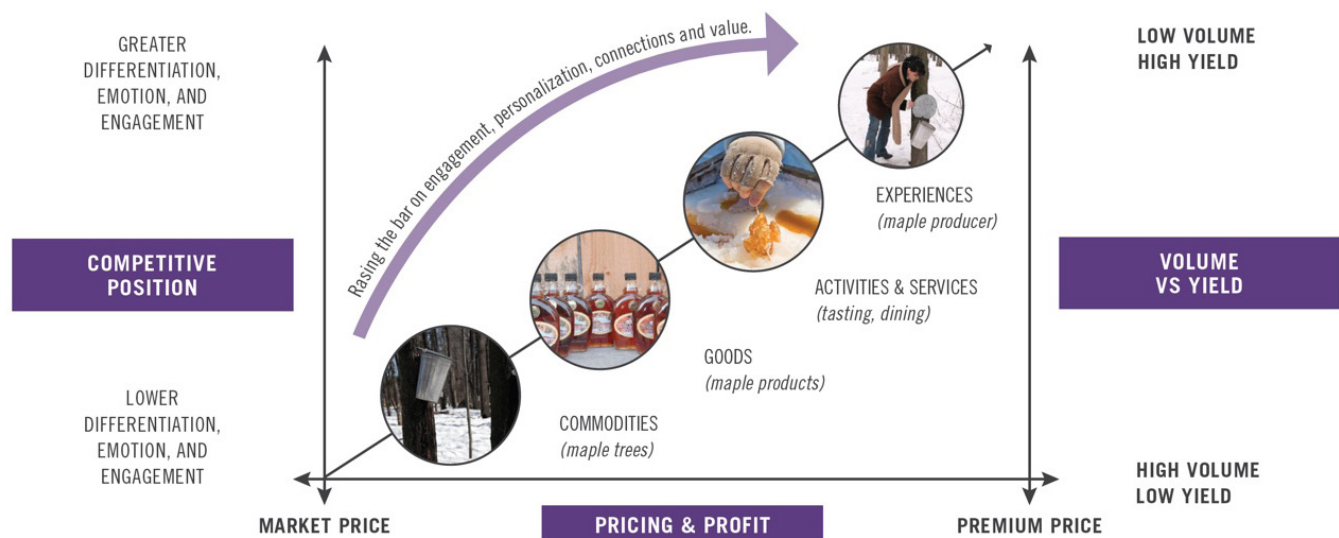 GREATER
DIFFERENTIATION,
EMOTION, AND
ENGAGEMENT
COMPETITIVE
POSITION
LOWER
DIFFERENTIATION,
EMOTION, AND
ENGAGEMENT
Rasing the bar on engagement, personalization, connections and value.
EXPERIENCES
(maple producer)
ACTIVITIES & SERVICES
(tasting, dining)
GOODS
(maple products)
COMMODITIES
(maple trees)
LOW VOLUME
HIGH YIELD
VOLUME
VS YIELD
HIGH VOLUME
LOW YIELD
MARKET PRICE
PRICING & PROFIT
PREMIUM PRICE